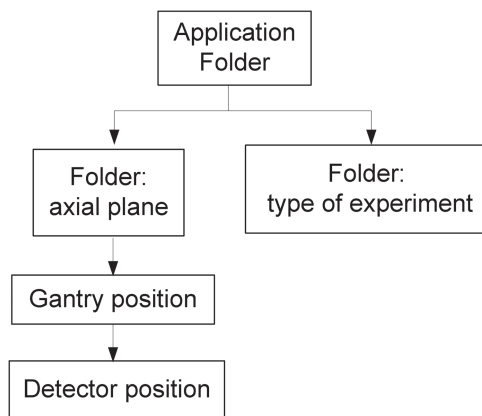 Application
Folder
Folder:
axial plane
Folder:
type of experiment
Gantry position
Detector position